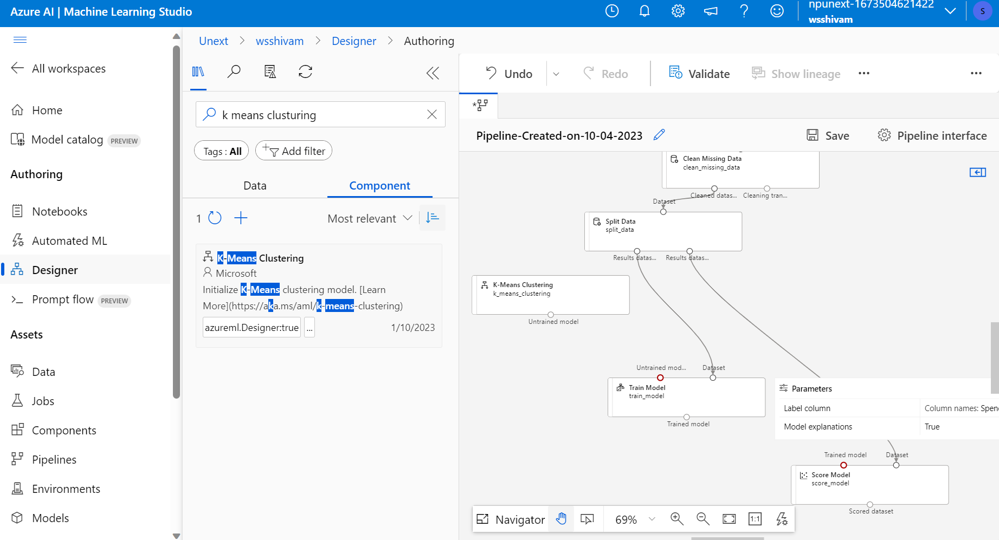 Azure AI | Machine Learning Studio
npunext-1673504621422
wsshivam
S
All workspaces
Home
Model catalog PREVIEW
Authoring
Notebooks
Automated ML
Designer
Prompt flow PREVIEW
Assets
Data
Jobs
Components
Pipelines
Environments
Models
Unext > wsshivam > Designer > Authoring
k means clusturing
Tags : All
Add filter
Data
Component
1
Most relevant
K-Means Clustering
Microsoft
Initialize K-Means clustering model. [Learn
More](https://aka.ms/aml/k-means-clustering)
azureml.Designer:true
...
1/10/2023
Undo
Redo
Validate
Show lineage
Pipeline-Created-on-10-04-2023
Save
Pipeline interface
Clean Missing Data
clean_missing_data
Cleaned datas...
Cleaning tran...
Dataset
Split Data
split_data
Results datas...
Results datas...
K-Means Clustering
k_means_clustering
Untrained model
Untrained mod...
Dataset
Train Model
train_model
Trained model
Parameters
Label column
Column names: Spen
Model explanations
True
Trained model
Dataset
Score Model
score_model
Scored dataset
Navigator
69%
1:1